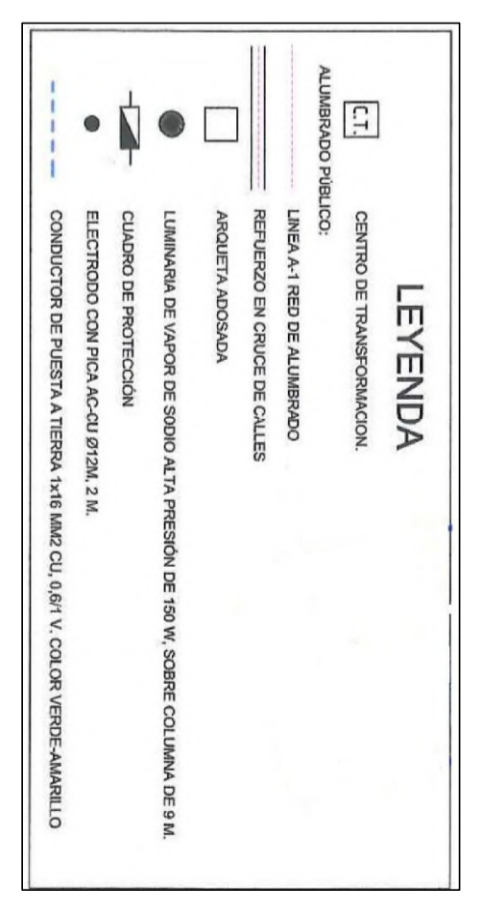 LEYENDA
C.T. CENTRO DE TRANSFORMACION.
ALUMBRADO PÚBLICO:
LINEA A-1 RED DE ALUMBRADO
REFUERZO EN CRUCE DE CALLES
ARQUETA ADOSADA
LUMINARIA DE VAPOR DE SODIO ALTA PRESIÓN DE 150 W, SOBRE COLUMNA DE 9 M.
CUADRO DE PROTECCIÓN
ELECTRODO CON PICA AC-CU Ø12M, 2 M.
CONDUCTOR DE PUESTA A TIERRA 1x16 MM2 CU, 0,6/1 V. COLOR VERDE-AMARILLO